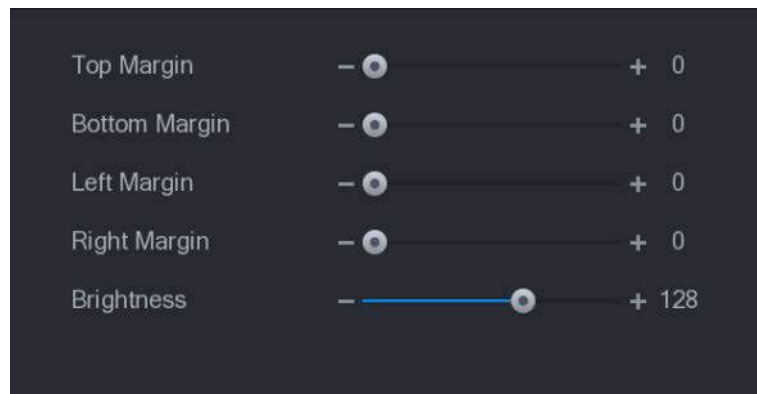 Top Margin - + 0
Bottom Margin - + 0
Left Margin - + 0
Right Margin - + 0
Brightness - + 128